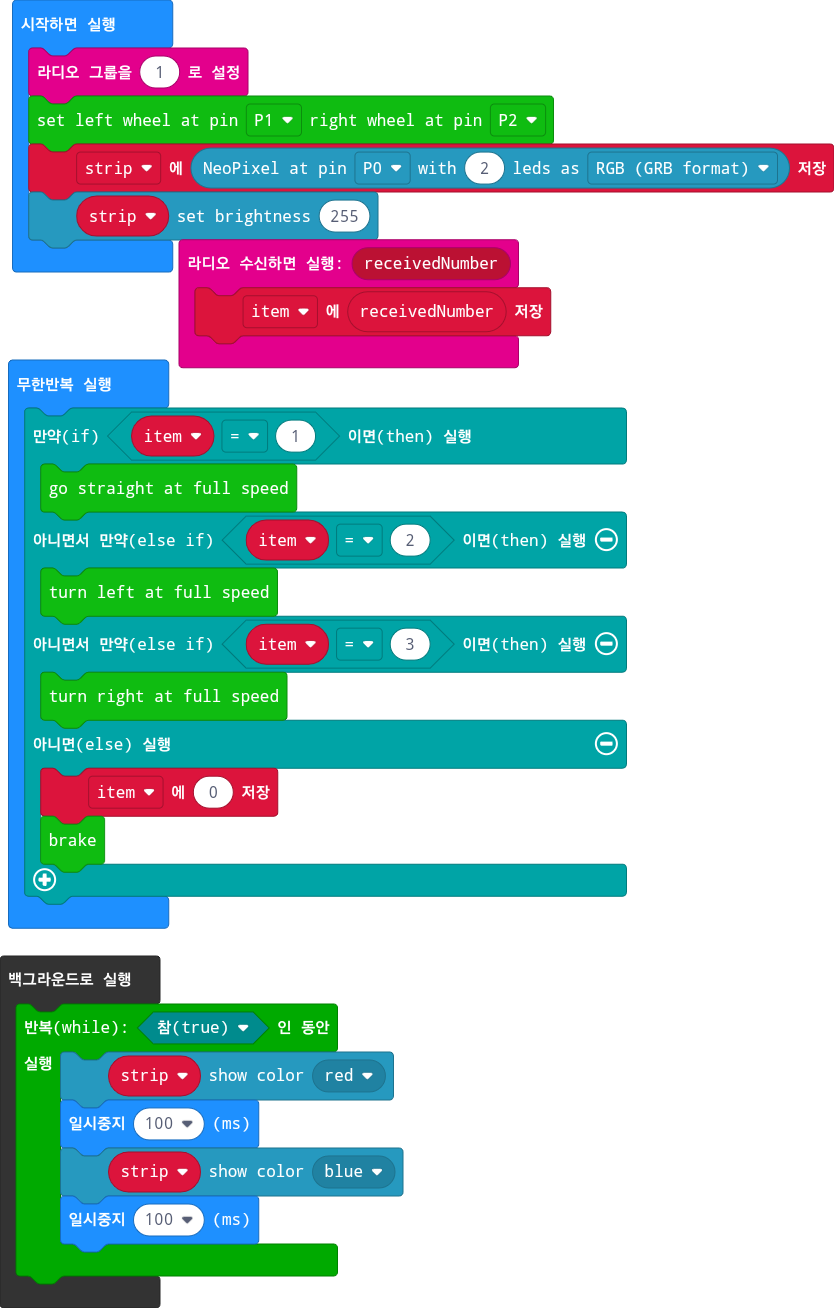 시작하면 실행
라디오 그룹을 1 로 설정
set left wheel at pin P1 right wheel at pin P2
strip 에 NeoPixel at pin P0 with 2 leds as RGB (GRB format) 저장
strip set brightness 255
라디오 수신하면 실행: receivedNumber
item 에 receivedNumber 저장
무한반복 실행
만약(if) item = 1 이면(then) 실행
go straight at full speed
아니면서 만약(else if) item = 2 이면(then) 실행
turn left at full speed
아니면서 만약(else if) item = 3 이면(then) 실행
turn right at full speed
아니면(else) 실행
item 에 0 저장
brake
백그라운드로 실행
반복(while): 참(true) 인 동안
실행
strip show color red
일시중지 100 (ms)
strip show color blue
일시중지 100 (ms)